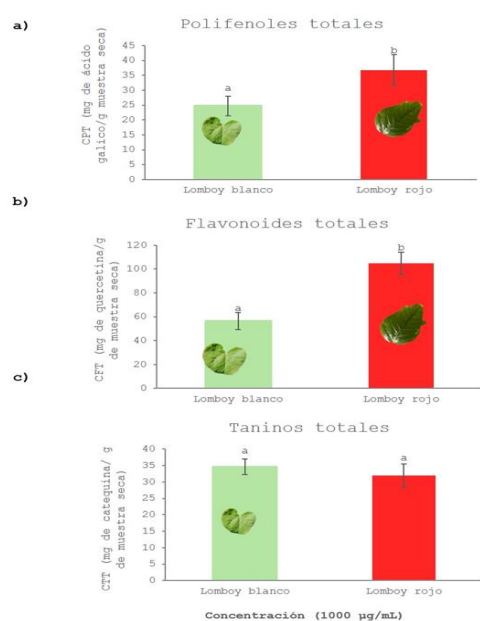 a)
Polifenoles totales
CPT (mg de ácido
galico/g muestra seca)
45
40
35
30
25
20
15
10
5
0
a
b
Lomboy blanco
Lomboy rojo
b)
Flavonoides totales
CFT (mg de quercetina/g
de muestra seca)
120
100
80
60
40
20
0
a
b
Lomboy blanco
Lomboy rojo
c)
Taninos totales
CTT (mg de catequina/ g
de muestra seca)
40
35
30
25
20
15
10
5
0
a
a
Lomboy blanco
Lomboy rojo
Concentración (1000 µg/mL)